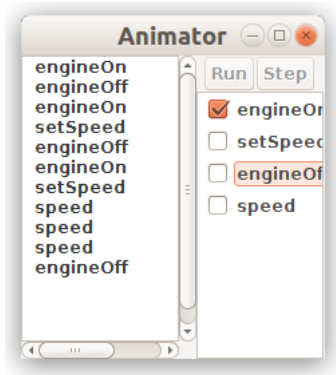 Animator
engineOn
engineOff
engineOn
setSpeed
engineOff
engineOn
setSpeed
speed
speed
speed
engineOff
Run Step
engineOn
setSpeed
engineOf
speed